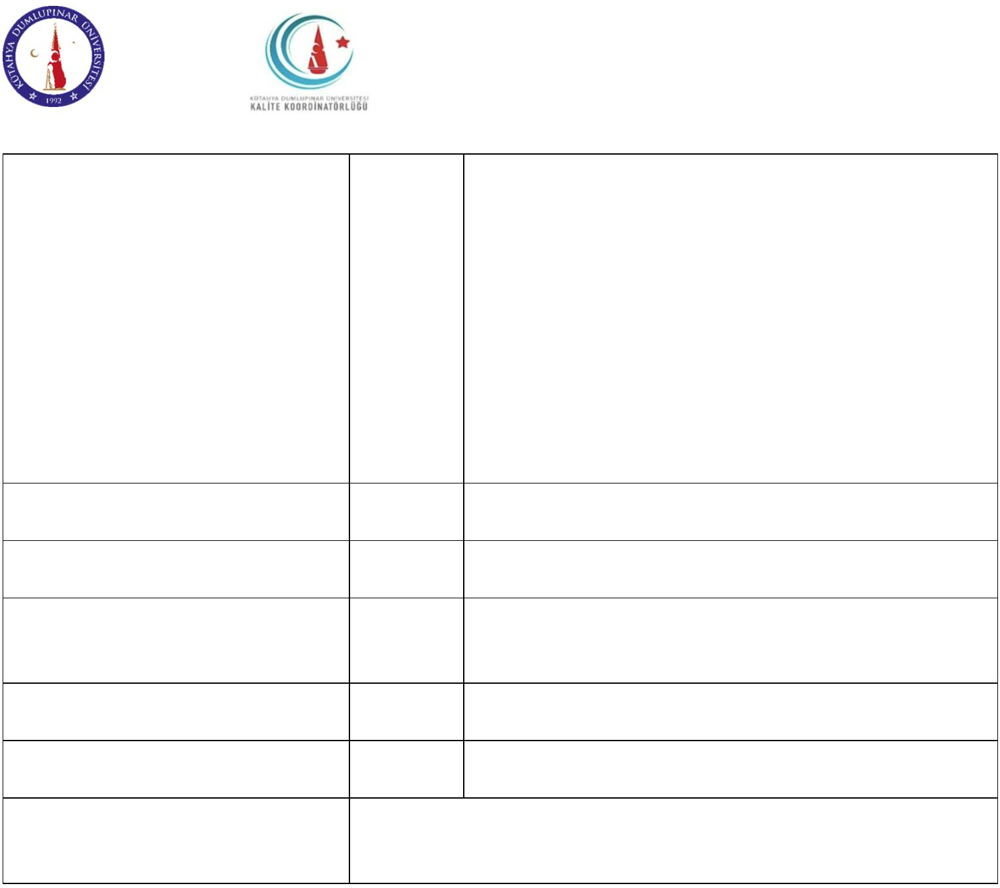 KÜTAHYA DUMLUPINAR ÜNİVERSİTESİ
1992
KÜTAHYA DUMLUPINAR ÜNİVERSİTESİ
KALİTE KOORDİNATÖRLÜĞÜ